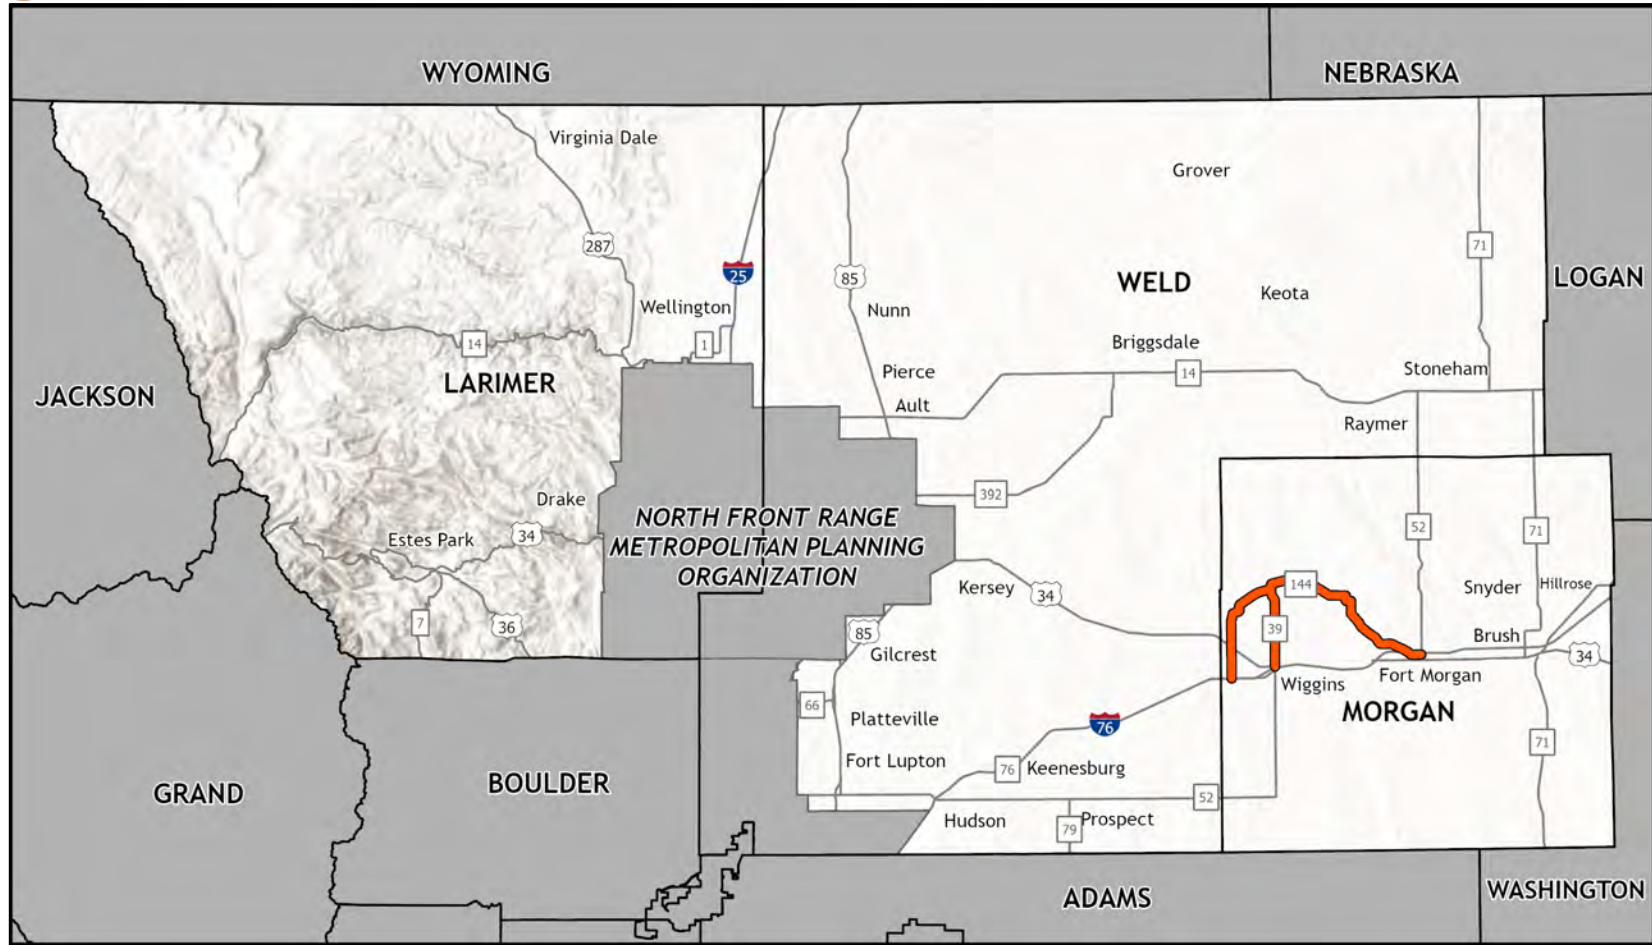 WYOMING
NEBRASKA
Virginia Dale
Grover
71
287
25
85
WELD
LOGAN
Keota
Wellington
Nunn
1
14
Briggsdale
Pierce
14
Stoneham
LARIMER
JACKSON
Ault
Raymer
Drake
392
NORTH FRONT RANGE
METROPOLITAN PLANNING
ORGANIZATION
52
71
Estes Park
34
Kersey
34
144
Snyder
Hillrose
7
36
85
39
Brush
Gilcrest
34
Wiggins
Fort Morgan
66
Platteville
76
MORGAN
71
Fort Lupton
76
Keenesburg
GRAND
BOULDER
52
Hudson
79
Prospect
ADAMS
WASHINGTON